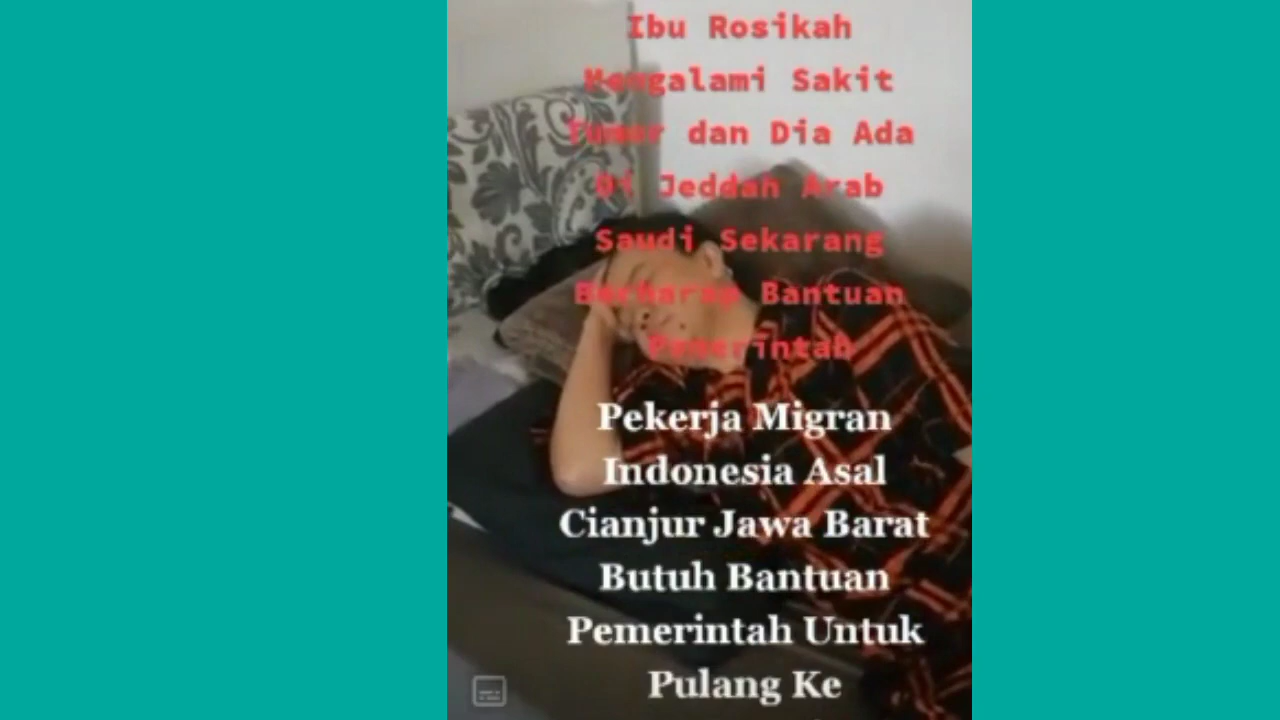 Ibu Rosikah
Mengalami Sakit
Tumor dan Dia Ada
Di Jeddah Arab
Saudi Sekarang
Berharap Bantuan
Pemerintah
Pekerja Migran
Indonesia Asal
Cianjur Jawa Barat
Butuh Bantuan
Pemerintah Untuk
Pulang Ke